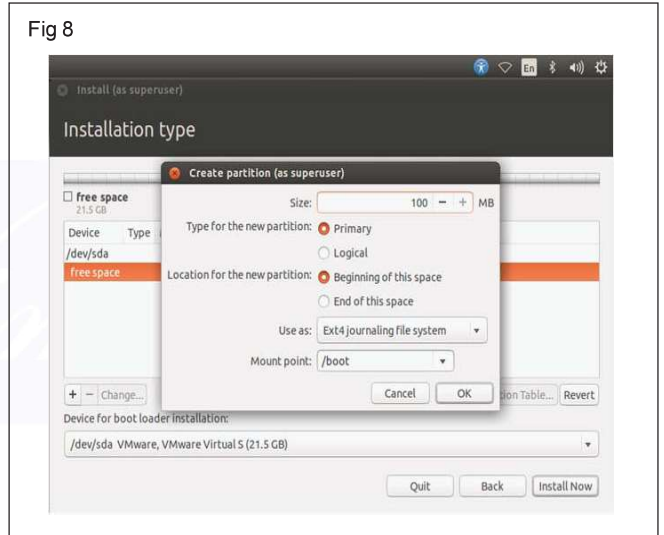 Fig 8
En
Install (as superuser)
Installation type
Create partition (as superuser)
free space
21.5 GB
Size: 100 - + MB
Device Type
Type for the new partition: Primary
/dev/sda
Logical
free space
Location for the new partition: Beginning of this space
End of this space
Use as: Ext4 journaling file system
Mount point: /boot
+ - Change...
Cancel OK
Table... Revert
Device for boot loader installation:
/dev/sda VMware, VMware Virtual S (21.5 GB)
Quit Back Install Now